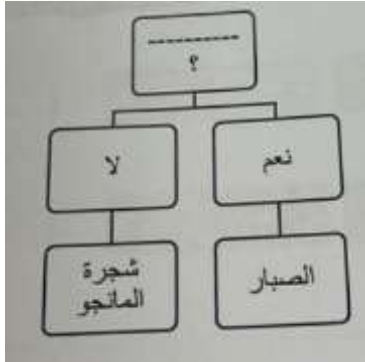 ----------
؟
نعم
لا
الصبار
شجرة
المانجو